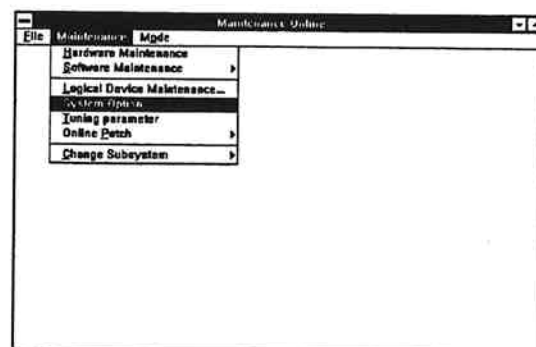 Maintenance Online
File Maintenance Mode
Hardware Maintenance
Software Maintenance
Logical Device Maintenance...
System Option
Tuning parameter
Online Patch
Change Subsystem